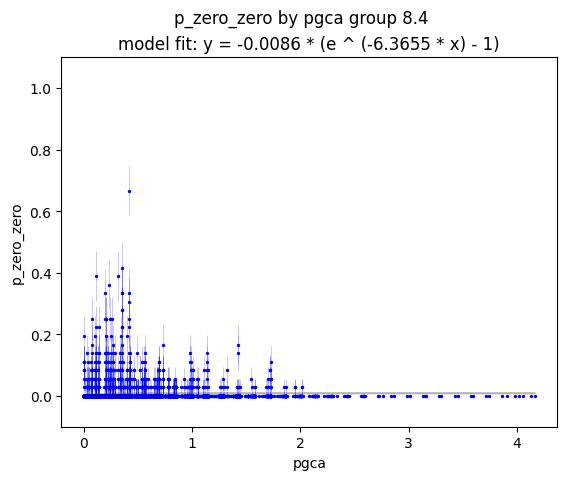 p_zero_zero by pgca group 8.4
model fit: y = -0.0086 * (e ^ (-6.3655 * x) - 1)
1.0
0.8
0.6
0.4
0.2
0.0
p_zero_zero
0
1
2
3
4
pgca